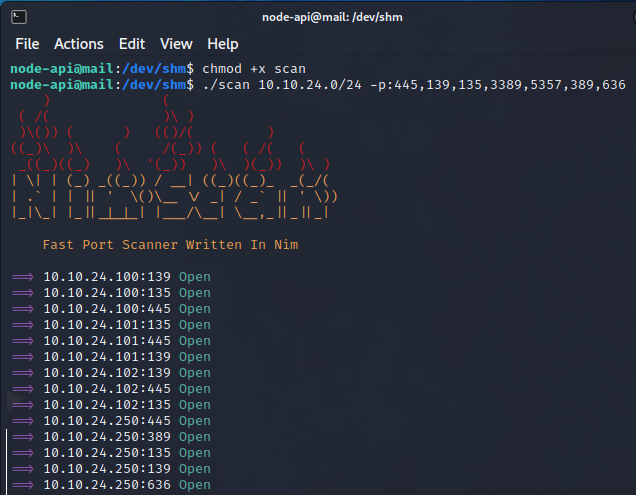 node-api@mail: /dev/shm
File Actions Edit View Help
node-api@mail:/dev/shm$ chmod +x scan
node-api@mail:/dev/shm$ ./scan 10.10.24.0/24 -p:445,139,135,3389,5357,389,636
NimScan
Fast Port Scanner Written In Nim
==> 10.10.24.100:139 Open
==> 10.10.24.100:135 Open
==> 10.10.24.100:445 Open
==> 10.10.24.101:135 Open
==> 10.10.24.101:445 Open
==> 10.10.24.101:139 Open
==> 10.10.24.102:139 Open
==> 10.10.24.102:445 Open
==> 10.10.24.102:135 Open
==> 10.10.24.250:445 Open
==> 10.10.24.250:389 Open
==> 10.10.24.250:135 Open
==> 10.10.24.250:139 Open
==> 10.10.24.250:636 Open